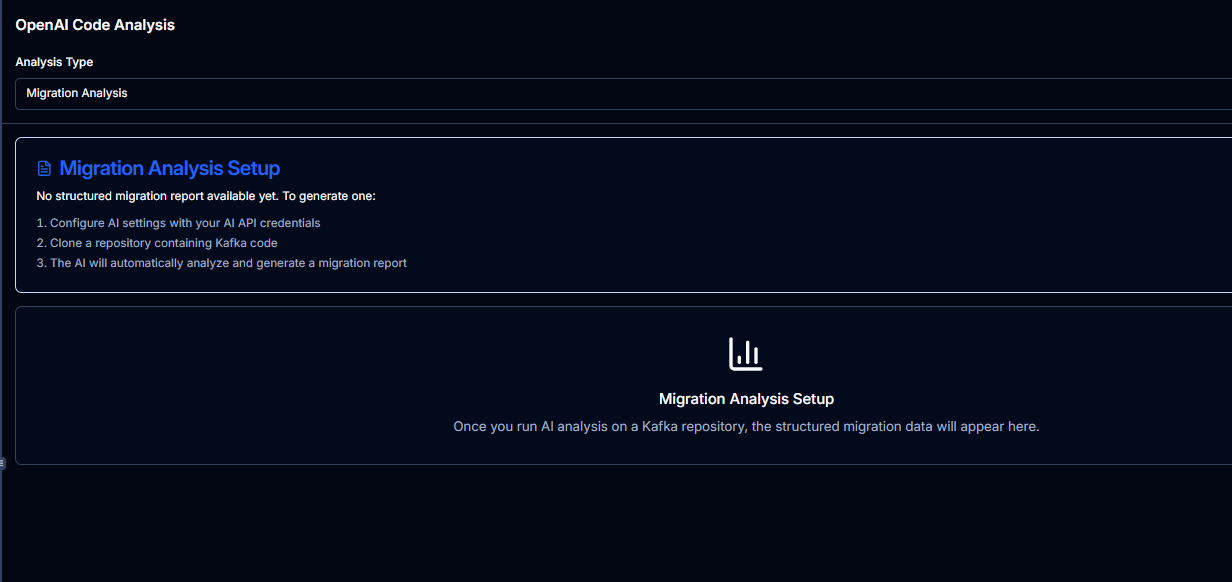 OpenAI Code Analysis
Analysis Type
Migration Analysis
Migration Analysis Setup
No structured migration report available yet. To generate one:
1. Configure AI settings with your AI API credentials
2. Clone a repository containing Kafka code
3. The AI will automatically analyze and generate a migration report
Migration Analysis Setup
Once you run AI analysis on a Kafka repository, the structured migration data will appear here.